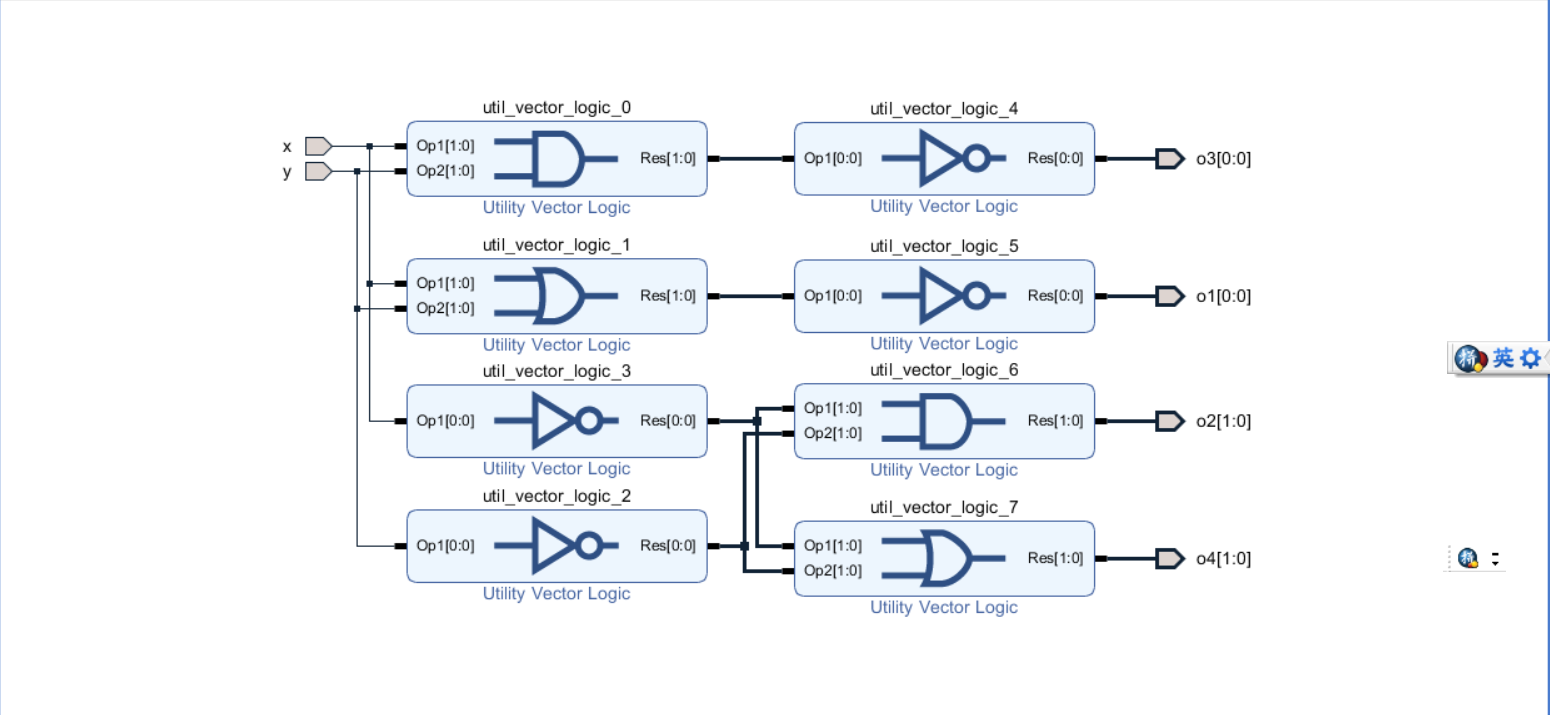 util_vector_logic_0
util_vector_logic_4
x
Op1[1:0]
Res[1:0]
Op1[0:0]
Res[0:0]
o3[0:0]
y
Op2[1:0]
Utility Vector Logic
Utility Vector Logic
util_vector_logic_1
util_vector_logic_5
Op1[1:0]
Res[1:0]
Op1[0:0]
Res[0:0]
o1[0:0]
Op2[1:0]
Utility Vector Logic
Utility Vector Logic
util_vector_logic_3
util_vector_logic_6
Op1[0:0]
Res[0:0]
Op1[1:0]
Op2[1:0]
Res[1:0]
o2[1:0]
Utility Vector Logic
Utility Vector Logic
util_vector_logic_2
util_vector_logic_7
Op1[0:0]
Res[0:0]
Op1[1:0]
Op2[1:0]
Res[1:0]
o4[1:0]
Utility Vector Logic
Utility Vector Logic
拼 英
拼